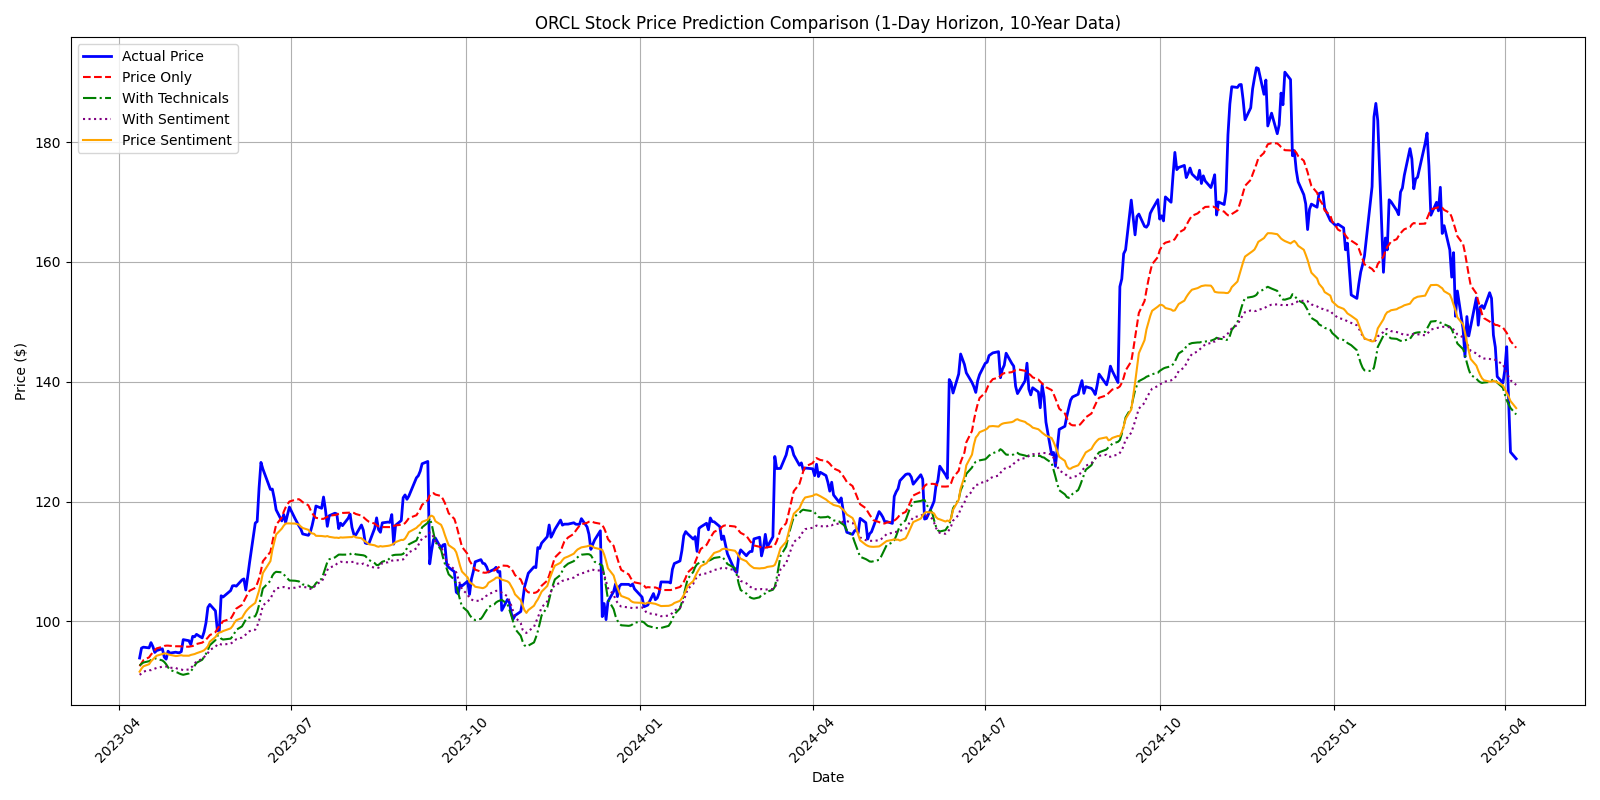 ORCL Stock Price Prediction Comparison (1-Day Horizon, 10-Year Data)
Actual Price
Price Only
With Technicals
With Sentiment
Price Sentiment
Price ($)
180
160
140
120
100
2023-04
2023-07
2023-10
2024-01
2024-04
2024-07
2024-10
2025-01
2025-04
Date